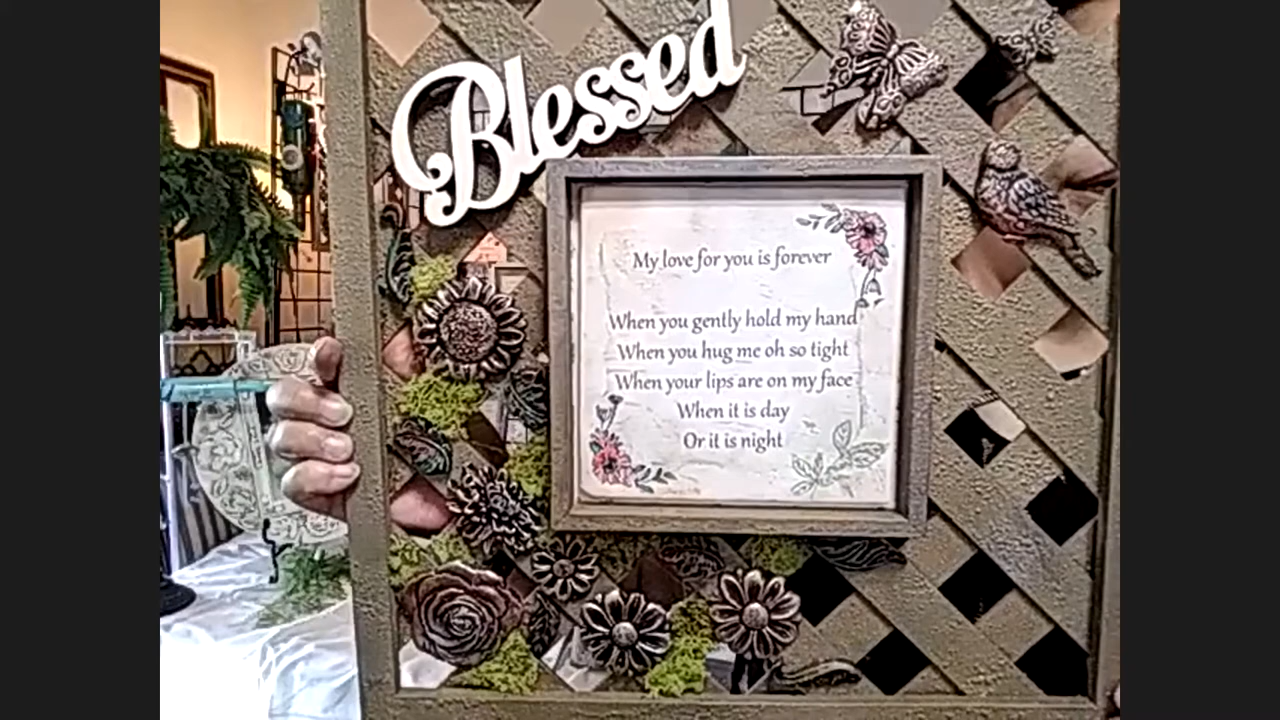 Blessed
My love for you is forever
When you gently hold my hand
When you hug me oh so tight
When your lips are on my face
When it is day
Or it is night